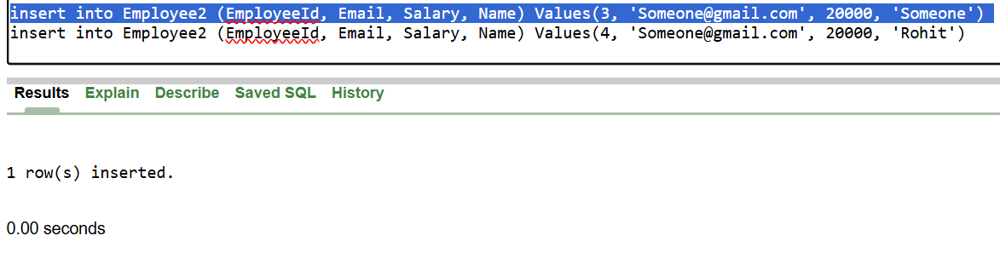 insert into Employee2 (EmployeeId, Email, Salary, Name) Values(3, 'Someone@gmail.com', 20000, 'Someone')
insert into Employee2 (EmployeeId, Email, Salary, Name) Values(4, 'Someone@gmail.com', 20000, 'Rohit')
Results Explain Describe Saved SQL History
1 row(s) inserted.
0.00 seconds